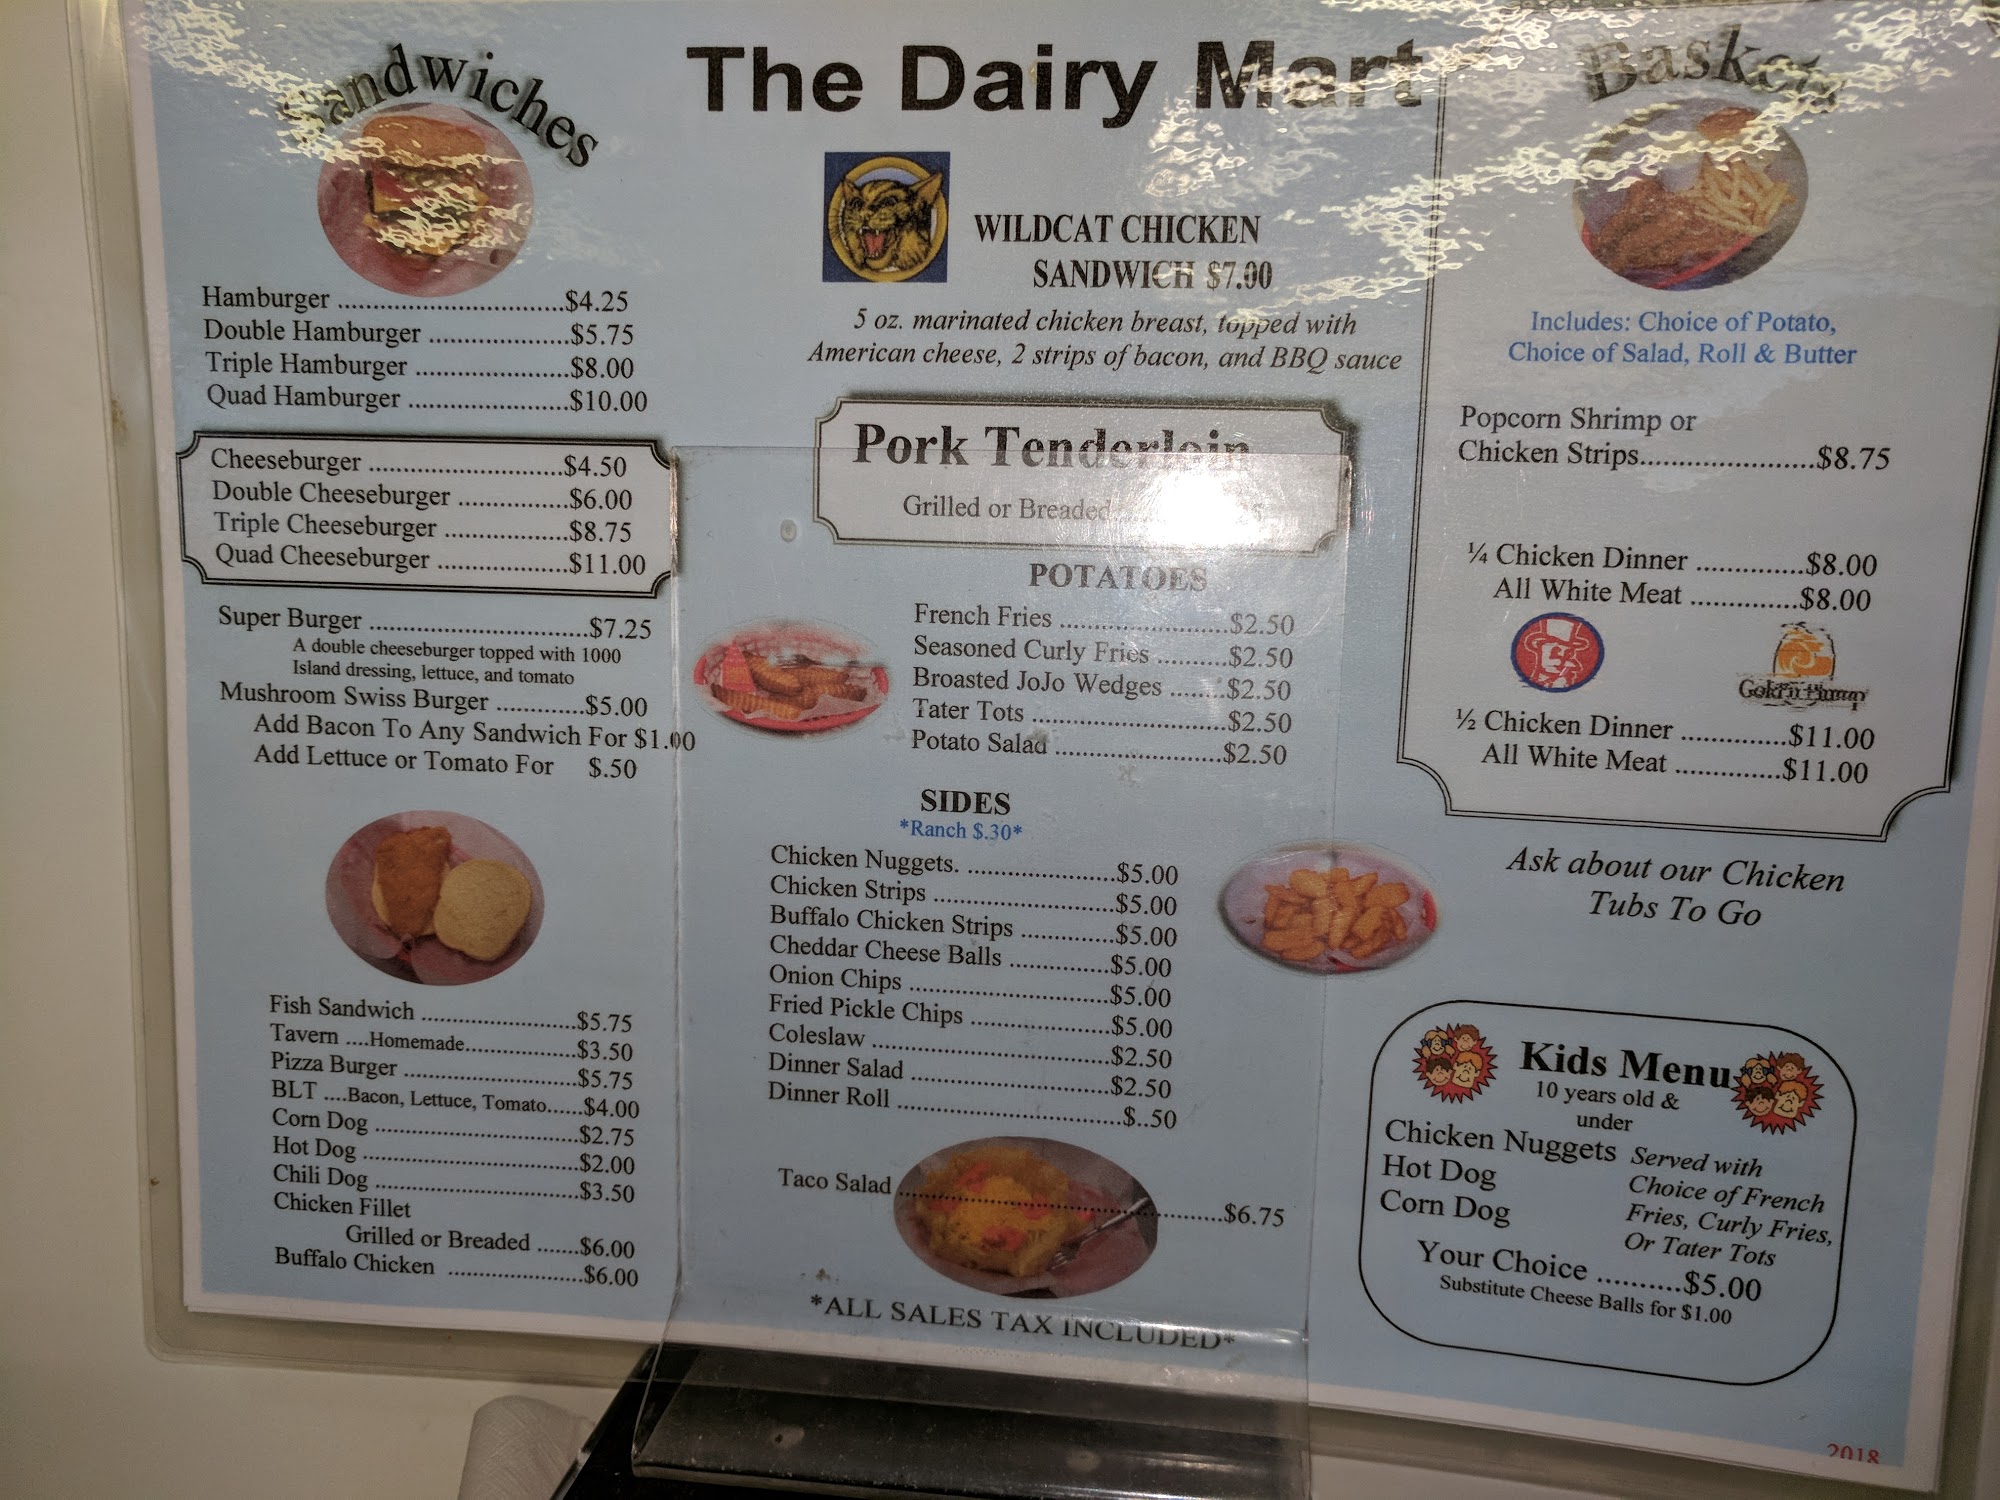 The Dairy Mart
Sandwiches
Hamburger ............................$4.25
Double Hamburger ..................$5.75
Triple Hamburger ...................$8.00
Quad Hamburger ....................$10.00
Cheeseburger ........................$4.50
Double Cheeseburger .............$6.00
Triple Cheeseburger ...............$8.75
Quad Cheeseburger ................$11.00
Super Burger ...........................$7.25
A double cheeseburger topped with 1000
Island dressing, lettuce, and tomato
Mushroom Swiss Burger ............$5.00
Add Bacon To Any Sandwich For $1.00
Add Lettuce or Tomato For $.50
Fish Sandwich ......................$5.75
Tavern ....Homemade................$3.50
Pizza Burger ........................$5.75
BLT ....Bacon, Lettuce, Tomato......$4.00
Corn Dog .............................$2.75
Hot Dog ...............................$2.00
Chili Dog ..............................$3.50
Chicken Fillet
Grilled or Breaded .......$6.00
Buffalo Chicken ...................$6.00
WILDCAT CHICKEN
SANDWICH $7.00
5 oz. marinated chicken breast, topped with
American cheese, 2 strips of bacon, and BBQ sauce
Pork Tenderloin
Grilled or Breaded
POTATOES
French Fries .........................$2.50
Seasoned Curly Fries ..........$2.50
Broasted JoJo Wedges ........$2.50
Tater Tots ............................$2.50
Potato Salad ........................$2.50
SIDES
*Ranch $.30*
Chicken Nuggets. .....................$5.00
Chicken Strips ..........................$5.00
Buffalo Chicken Strips .............$5.00
Cheddar Cheese Balls ..............$5.00
Onion Chips ............................$5.00
Fried Pickle Chips ...................$5.00
Coleslaw .................................$2.50
Dinner Salad ............................$2.50
Dinner Roll ..............................$..50
Taco Salad ..............................................$6.75
*ALL SALES TAX INCLUDED*
Baskets
Includes: Choice of Potato,
Choice of Salad, Roll & Butter
Popcorn Shrimp or
Chicken Strips.......................$8.75
¼ Chicken Dinner ..............$8.00
All White Meat ..............$8.00
½ Chicken Dinner ..............$11.00
All White Meat ..............$11.00
Ask about our Chicken
Tubs To Go
Kids Menu
10 years old &
under
Chicken Nuggets
Hot Dog
Corn Dog
Served with
Choice of French
Fries, Curly Fries,
Or Tater Tots
Your Choice ..........$5.00
Substitute Cheese Balls for $1.00
2018